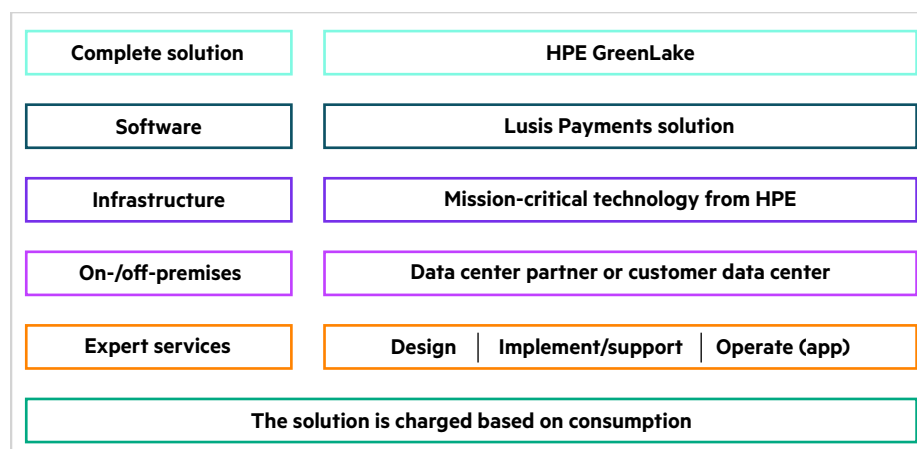 Complete solution
HPE GreenLake
Software
Lusis Payments solution
Infrastructure
Mission-critical technology from HPE
On-/off-premises
Data center partner or customer data center
Expert services
Design | Implement/support | Operate (app)
The solution is charged based on consumption